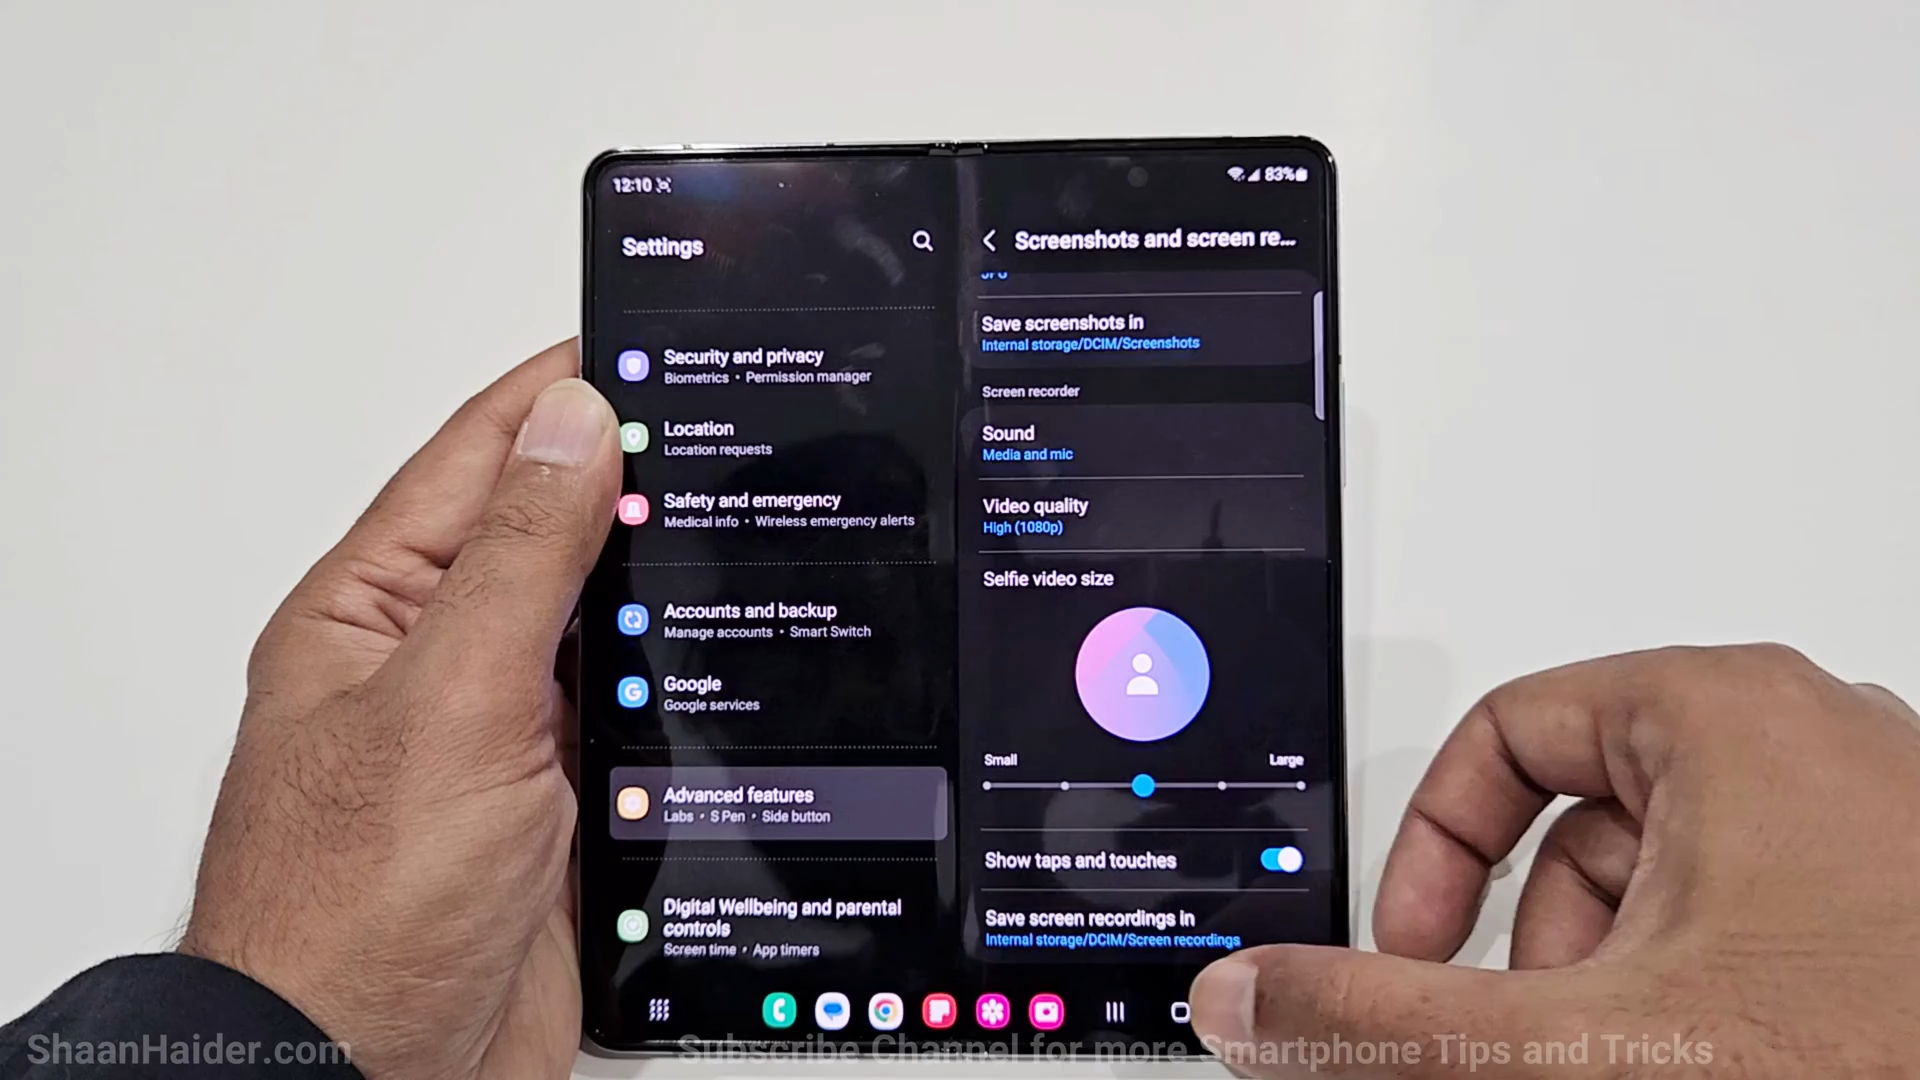 12:10
83%
Settings
Screenshots and screen re...
JPG
Save screenshots in
Internal storage/DCIM/Screenshots
Security and privacy
Biometrics • Permission manager
Screen recorder
Location
Location requests
Sound
Media and mic
Safety and emergency
Medical info • Wireless emergency alerts
Video quality
High (1080p)
Selfie video size
Accounts and backup
Manage accounts • Smart Switch
Google
Google services
Small
Large
Advanced features
Labs • S Pen • Side button
Show taps and touches
Digital Wellbeing and parental
controls
Screen time • App timers
Save screen recordings in
Internal storage/DCIM/Screen recordings
ShaanHaider.com
Subscribe Channel for more Smartphone Tips and Tricks